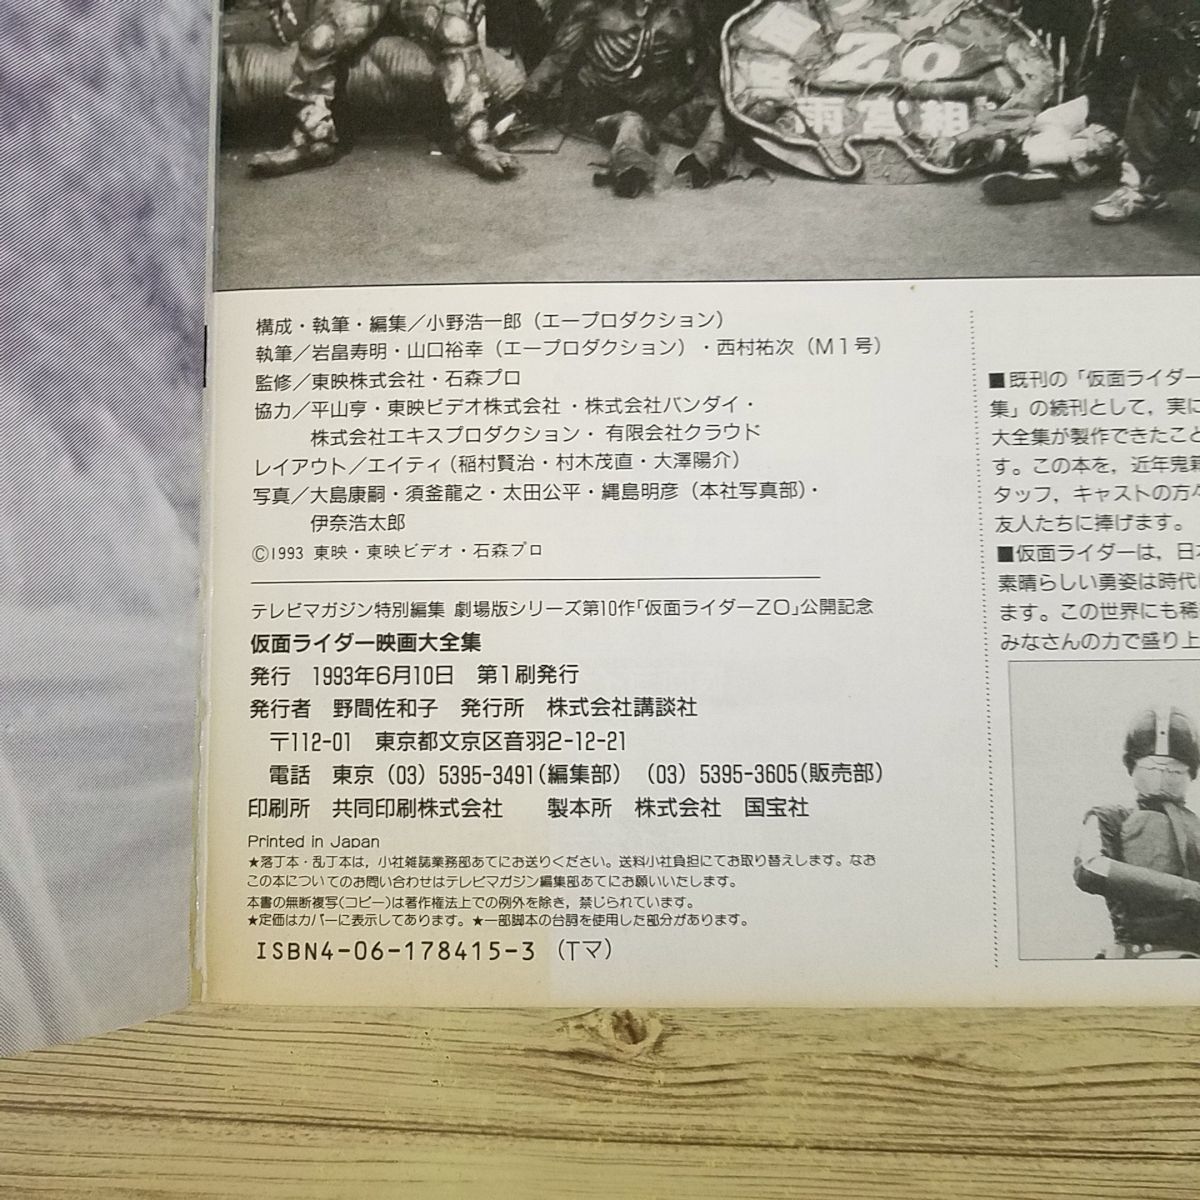 ZO
雨宮組
構成・執筆・編集／小野浩一郎（エープロダクション）
執筆／岩畠寿明・山口裕幸（エープロダクション）・西村祐次（M1号）
監修／東映株式会社・石森プロ
協力／平山亨・東映ビデオ株式会社・株式会社バンダイ・
株式会社エキスプロダクション・有限会社クラウド
レイアウト／エイティ（稲村賢治・村木茂直・大澤陽介）
写真／大島康嗣・須釜龍之・太田公平・縄島明彦（本社写真部）・
伊奈浩太郎
©1993 東映・東映ビデオ・石森プロ
テレビマガジン特別編集 劇場版シリーズ第10作「仮面ライダーZO」公開記念
仮面ライダー映画大全集
発行 1993年6月10日 第1刷発行
発行者 野間佐和子 発行所 株式会社講談社
〒112-01 東京都文京区音羽2-12-21
電話 東京（03）5395-3491（編集部）（03）5395-3605（販売部）
印刷所 共同印刷株式会社 製本所 株式会社 国宝社
Printed in Japan
★落丁本・乱丁本は，小社雑誌業務部あてにお送りください。送料小社負担にてお取り替えします。なお
この本についてのお問い合わせはテレビマガジン編集部あてにお願いいたします。
本書の無断複写（コピー）は著作権法上での例外を除き，禁じられています。
★定価はカバーに表示してあります。★一部脚本の台詞を使用した部分があります。
ISBN4-06-178415-3（Tマ）
■既刊の「仮面ライダー
集」の続刊として，実に
大全集が製作できたこと
す。この本を，近年鬼籍
タッフ，キャストの方々
友人たちに捧げます。
■仮面ライダーは，日本
素晴らしい勇姿は時代
ます。この世界にも稀
みなさんの力で盛り上